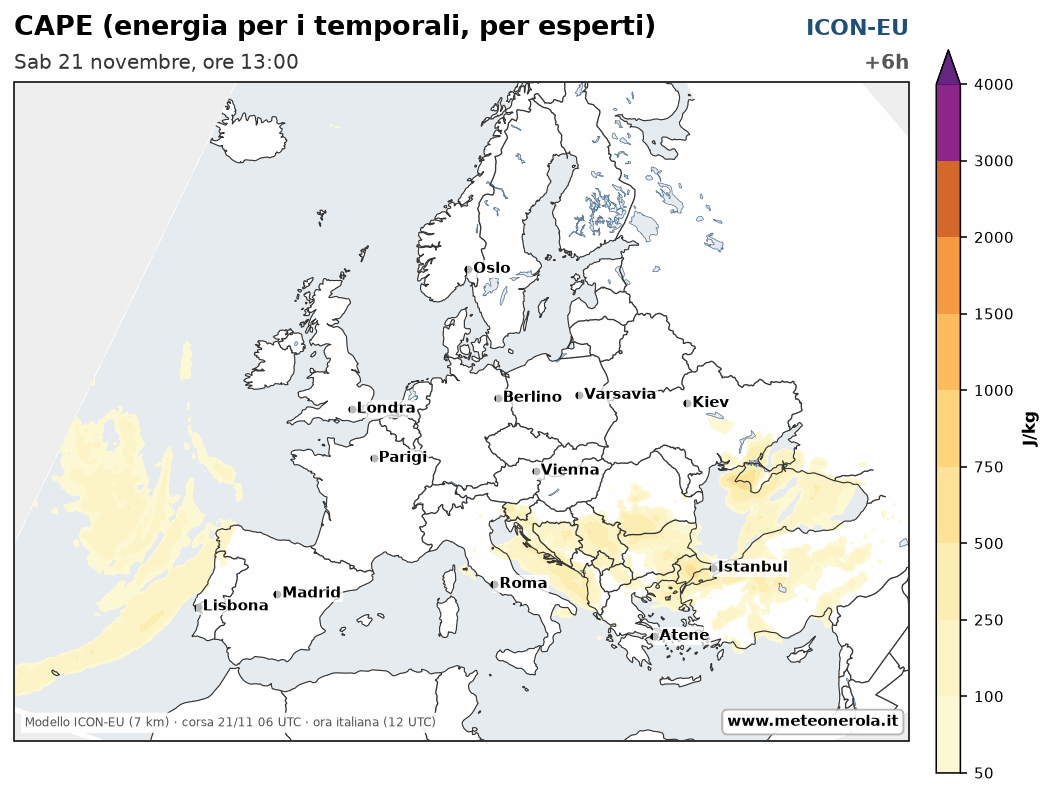 CAPE (energia per i temporali, per esperti)
ICON-EU
Sab 21 novembre, ore 13:00
+6h
4000
3000
2000
1500
1000
750
500
250
100
50
J/kg
Oslo
Berlino
Varsavia
Kiev
Londra
Parigi
Vienna
Istanbul
Roma
Madrid
Lisbona
Atene
Modello ICON-EU (7 km) · corsa 21/11 06 UTC · ora italiana (12 UTC)
www.meteonerola.it